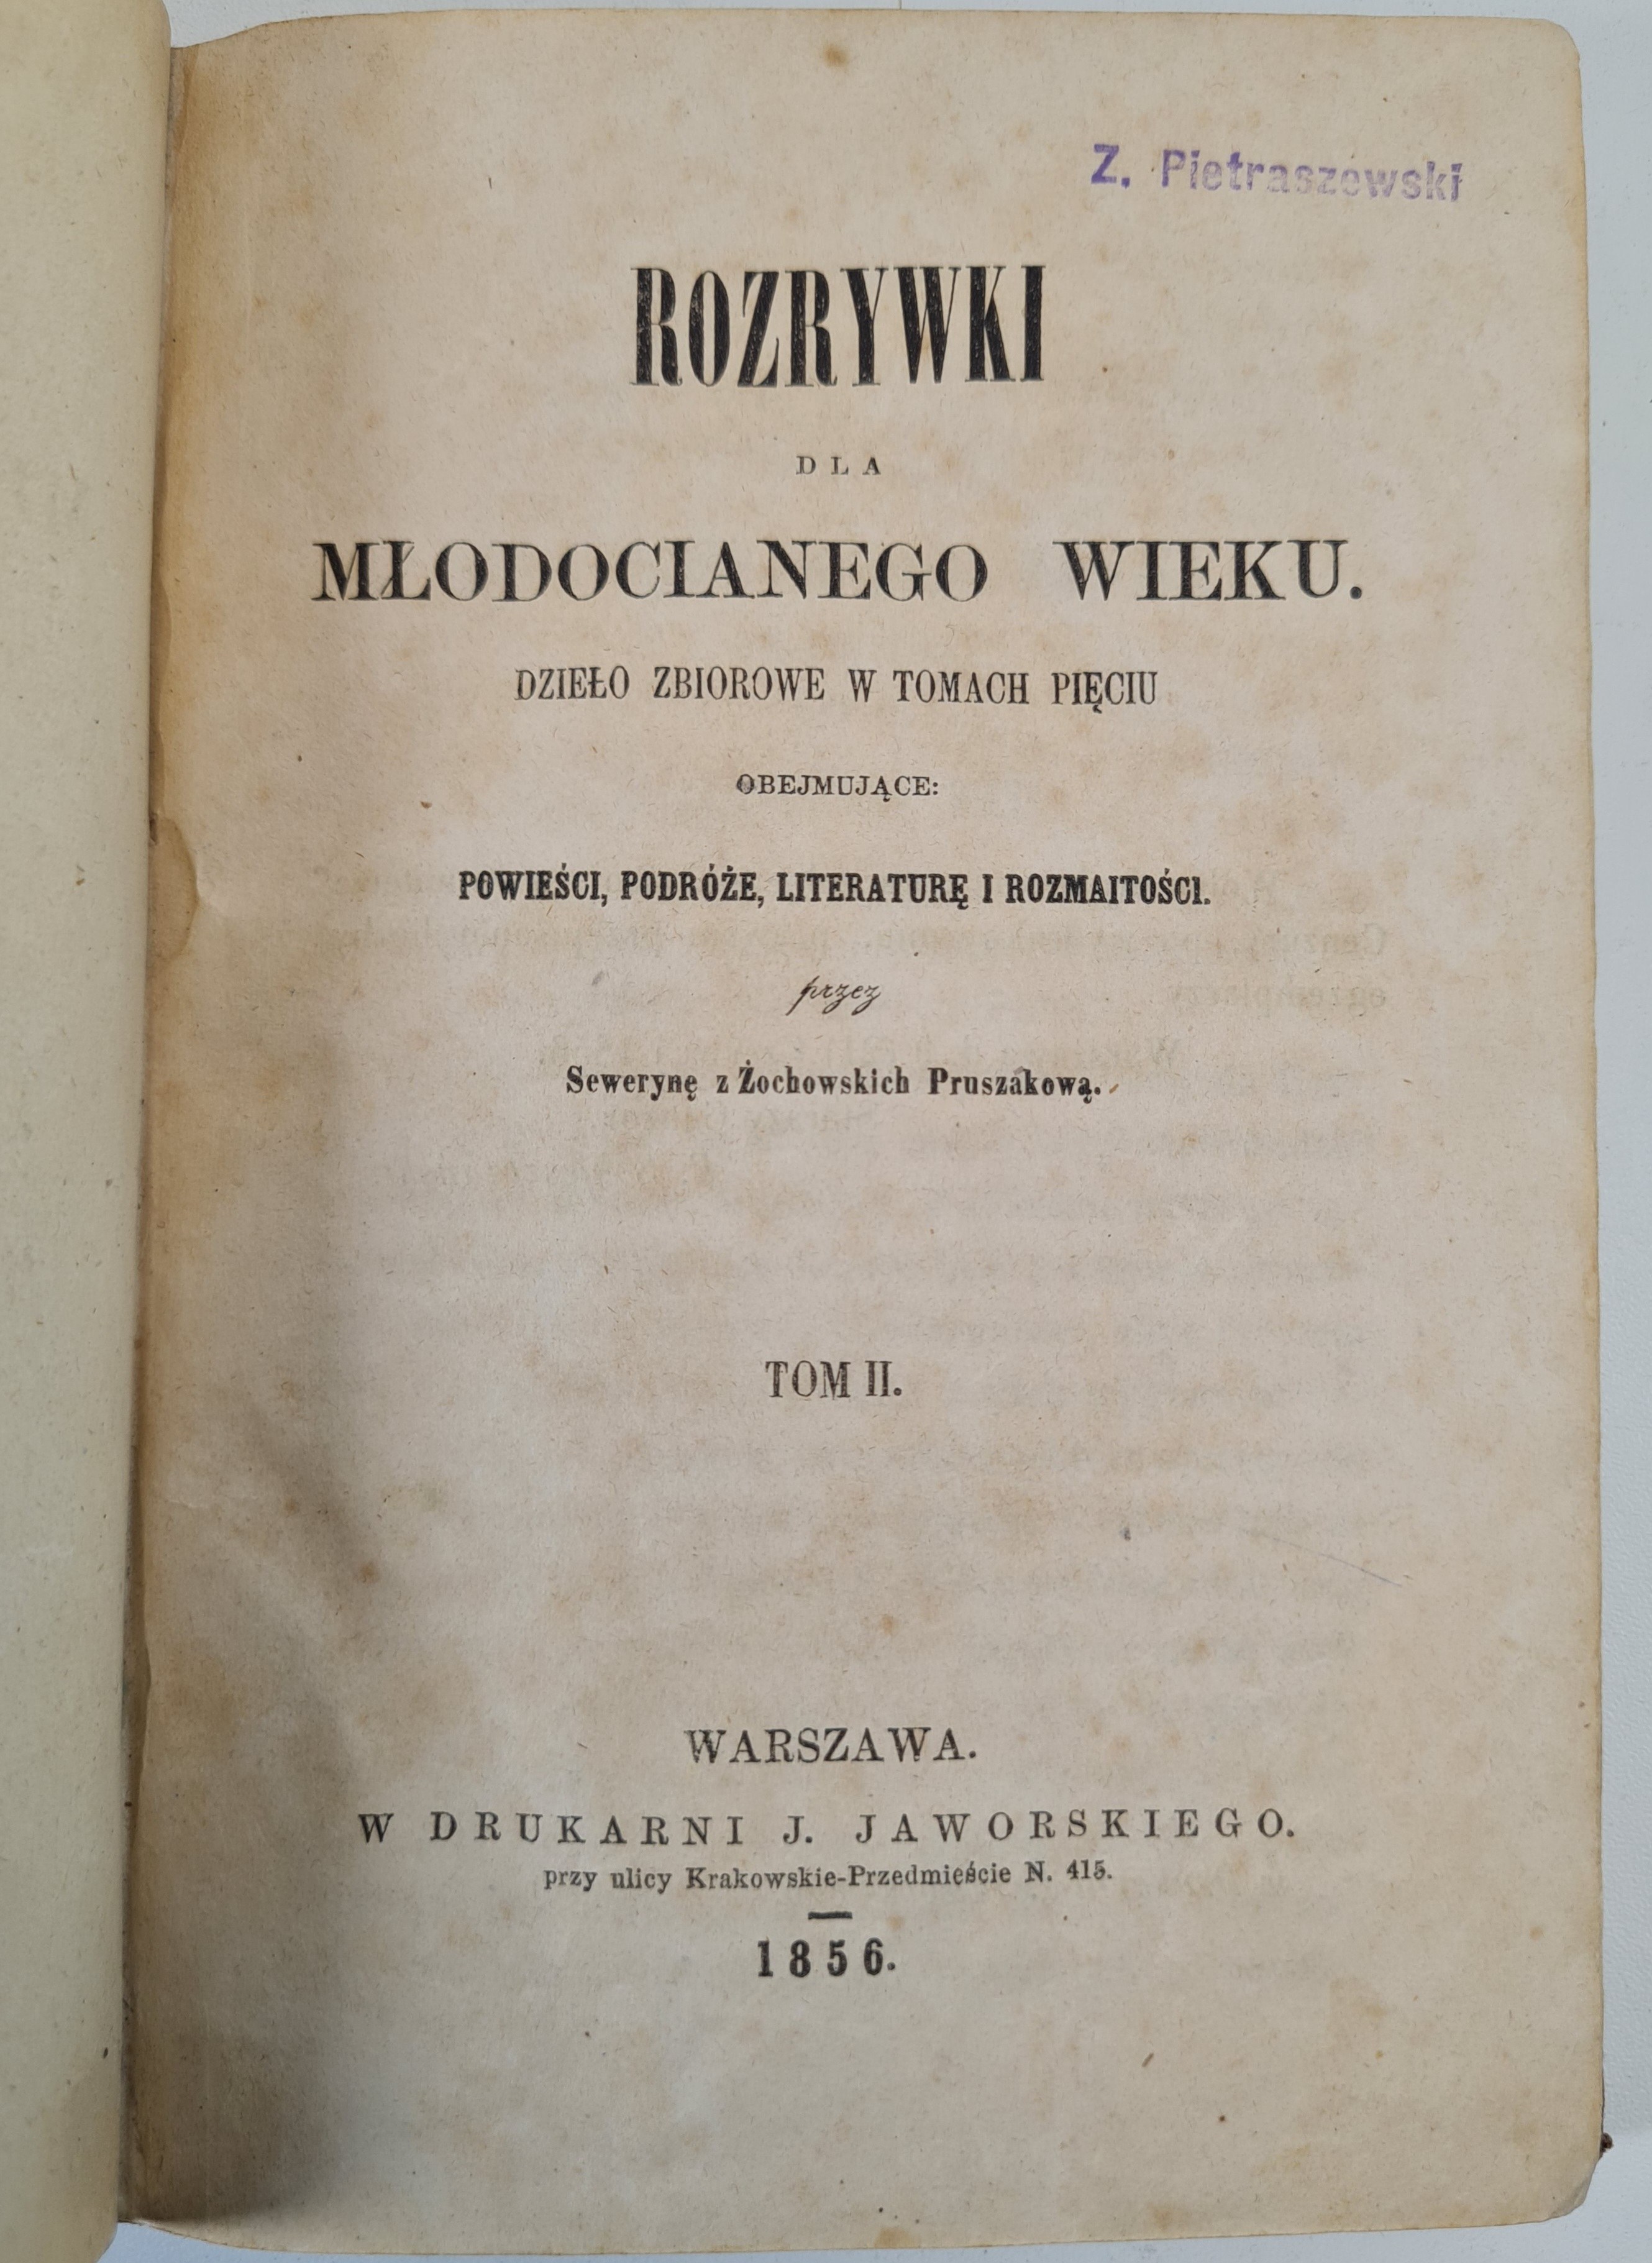 Z. Pietraszewski
ROZRYWKI
DLA
MŁODOCIANEGO WIEKU.
DZIEŁO ZBIOROWE W TOMACH PIĘCIU
OBEJMUJĄCE:
POWIEŚCI, PODRÓŻE, LITERATURĘ I ROZMAITOŚCI.
przez
Sewerynę z Żochowskich Pruszakową.
TOM II.
WARSZAWA.
W DRUKARNI J. JAWORSKIEGO.
przy ulicy Krakowskie-Przedmieście N. 415.
1856.